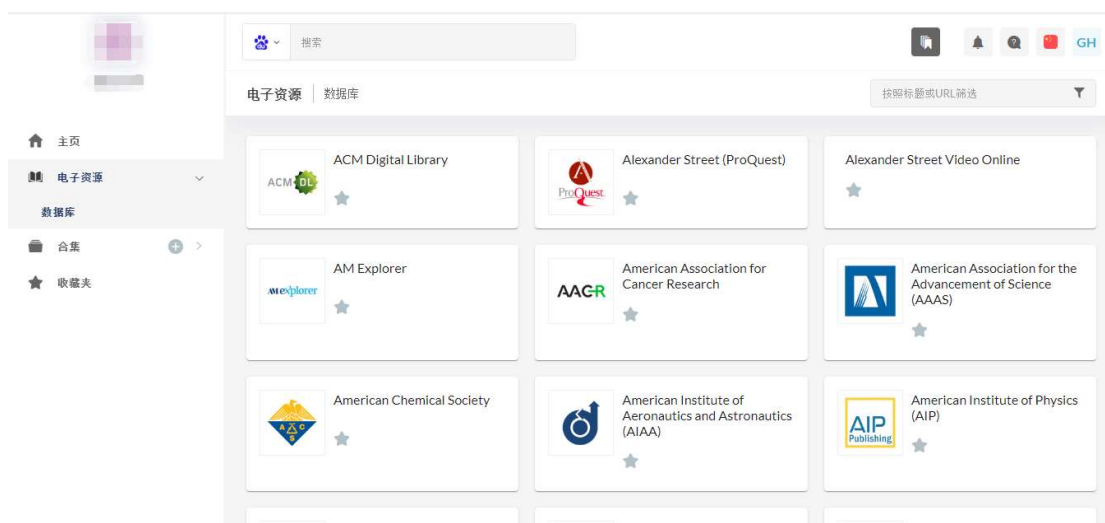 搜索
GH
电子资源 数据库
按照标题或URL筛选
主页
电子资源
数据库
合集
收藏夹
ACM DL
ACM Digital Library
ProQuest
Alexander Street (ProQuest)
Alexander Street Video Online
AM explorer
AM Explorer
AACR
American Association for
Cancer Research
American Association for the
Advancement of Science
(AAAS)
ACS
American Chemical Society
American Institute of
Aeronautics and Astronautics
(AIAA)
AIP
Publishing
American Institute of Physics
(AIP)